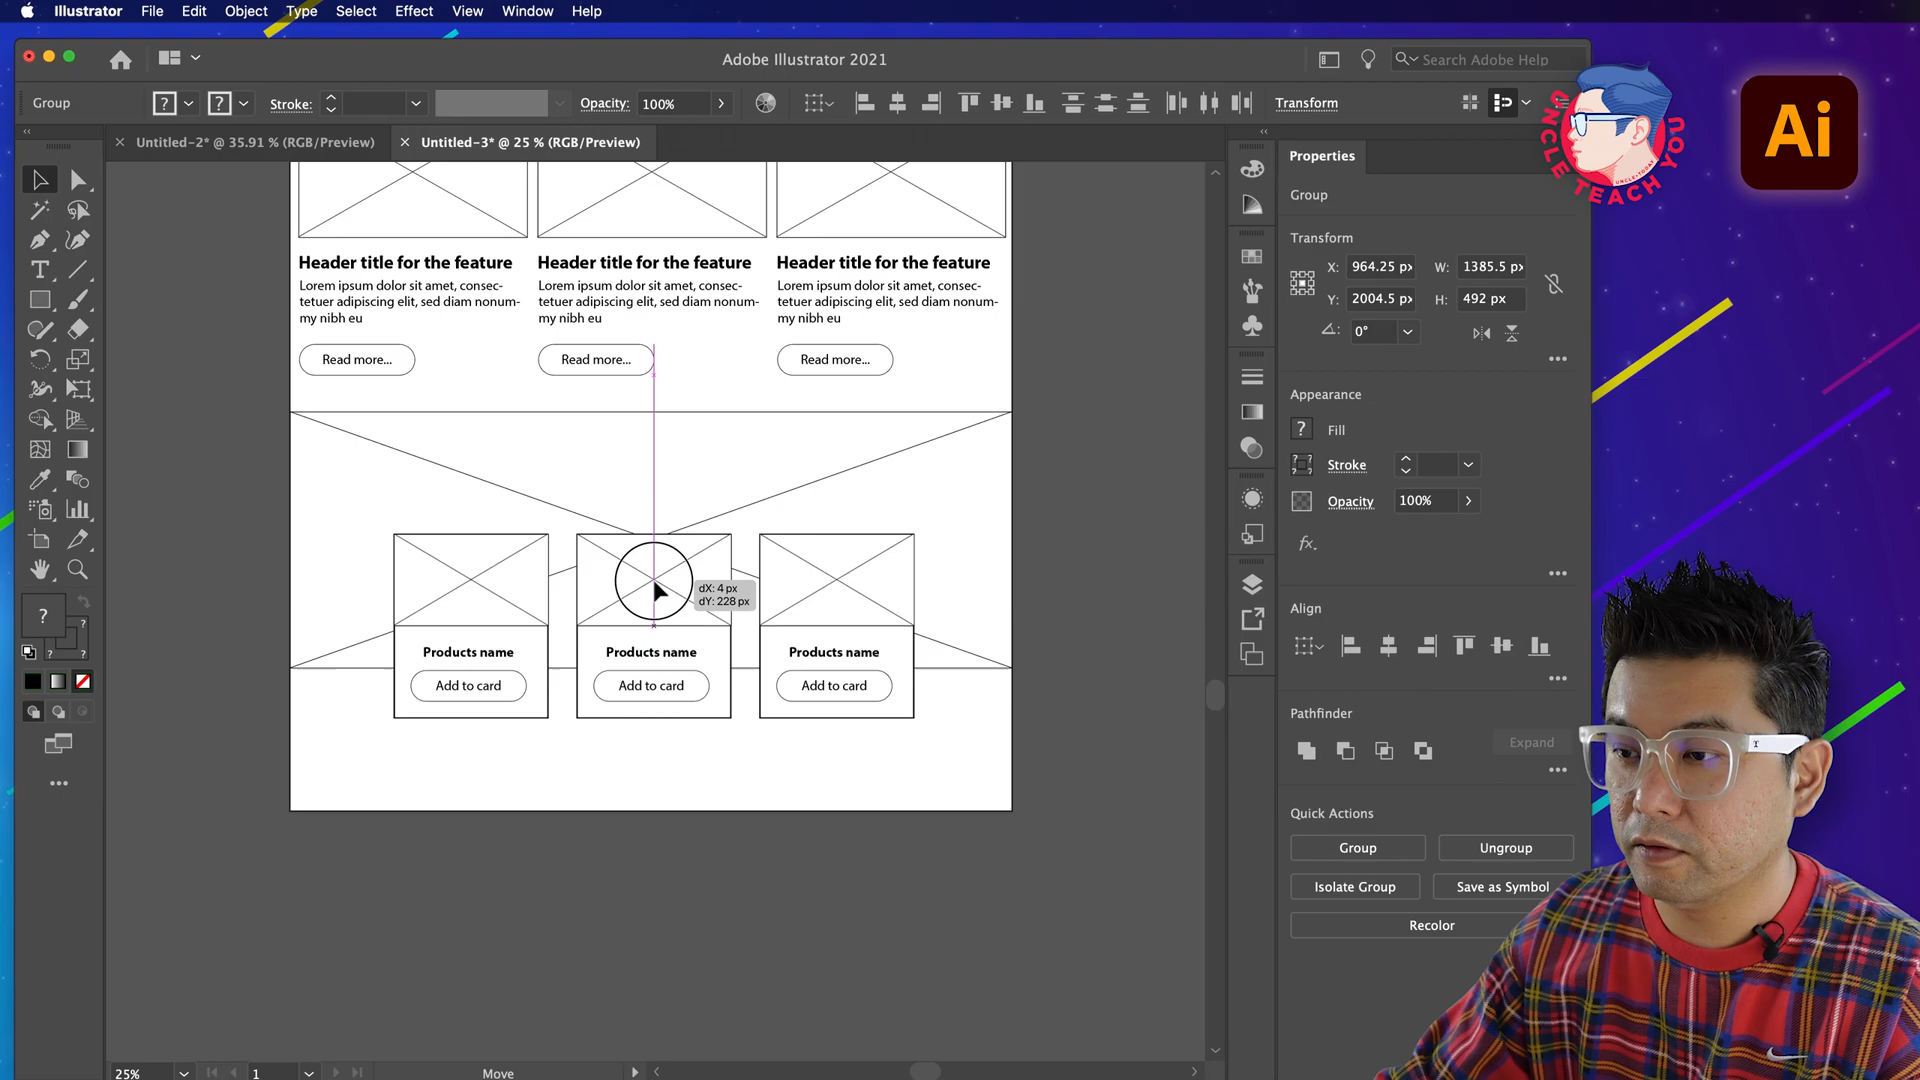 Illustrator File Edit Object Type Select Effect View Window Help
Adobe Illustrator 2021
Search Adobe Help
Group
? ? Stroke: Opacity: 100% Transform
Untitled-2* @ 35.91 % (RGB/Preview)
Untitled-3* @ 25 % (RGB/Preview)
UNCLE TEACH YOU
UNCLE.TODAY
Ai
Properties
Group
Transform
X: 964.25 px W: 1385.5 px
Y: 2004.5 px H: 492 px
0°
Appearance
? Fill
Stroke
Opacity 100%
fx.
Align
Pathfinder
Expand
Quick Actions
Group Ungroup
Isolate Group Save as Symbol
Recolor
Header title for the feature
Lorem ipsum dolor sit amet, consec-
tetuer adipiscing elit, sed diam nonum-
my nibh eu
Read more...
Header title for the feature
Lorem ipsum dolor sit amet, consec-
tetuer adipiscing elit, sed diam nonum-
my nibh eu
Read more...
Header title for the feature
Lorem ipsum dolor sit amet, consec-
tetuer adipiscing elit, sed diam nonum-
my nibh eu
Read more...
dX: 4 px
dY: 228 px
Products name
Add to card
Products name
Add to card
Products name
Add to card
25% 1 Move